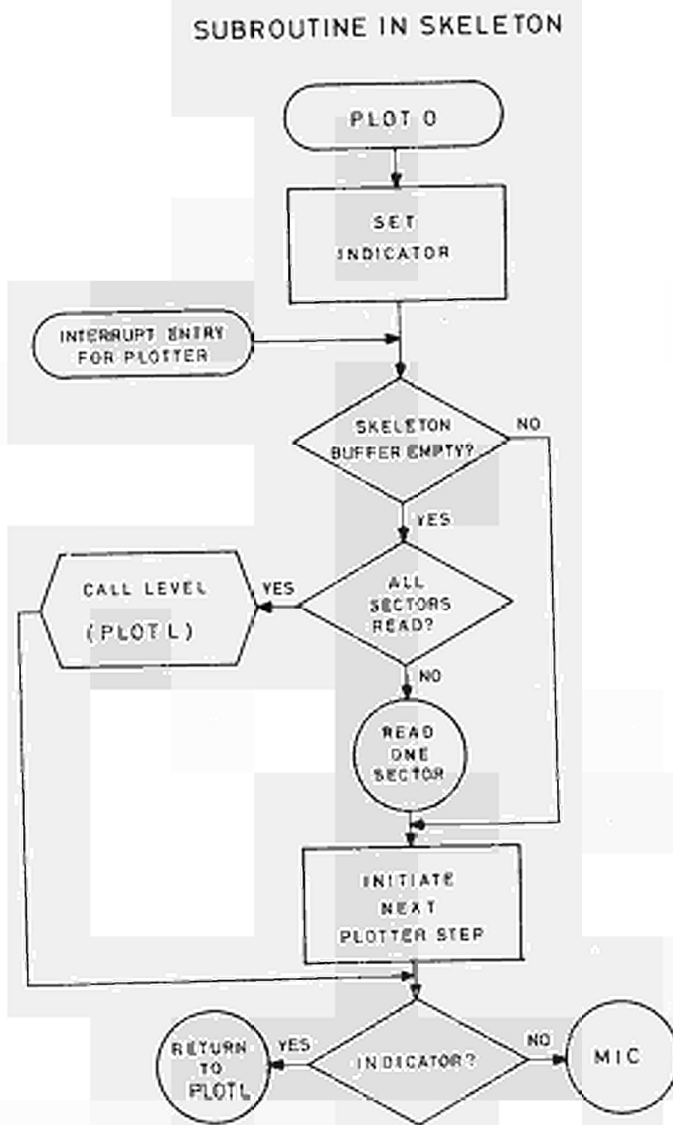 SUBROUTINE IN SKELETON
PLOT 0
SET
INDICATOR
INTERRUPT ENTRY
FOR PLOTTER
SKELETON
BUFFER EMPTY?
NO
YES
CALL LEVEL
(PLOT L)
YES
ALL
SECTORS
READ?
NO
READ
ONE
SECTOR
INITIATE
NEXT
PLOTTER STEP
RETURN
TO
PLOTL
YES
INDICATOR?
NO
MIC